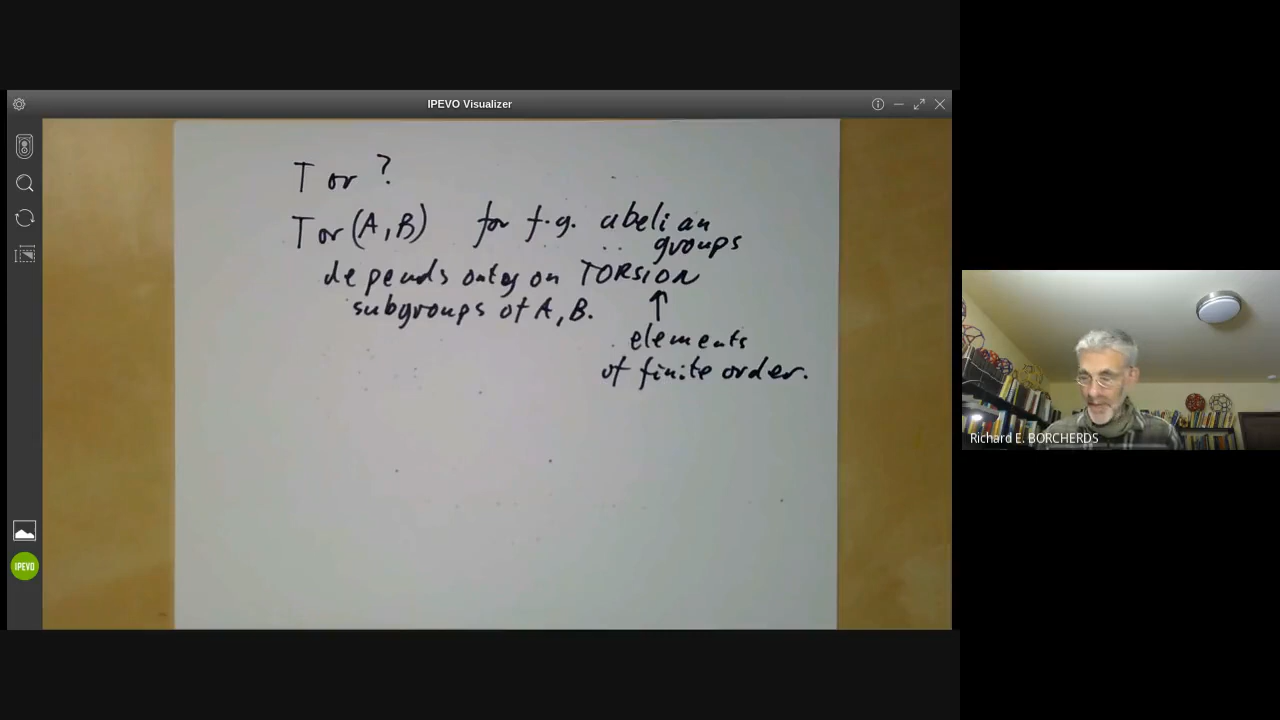 IPEVO Visualizer
Tor ?
Tor(A,B) for f.g. abelian
groups
depends only on TORSION
subgroups of A,B.
↑
elements
of finite order.
Richard E. BORCHERDS
IPEVO